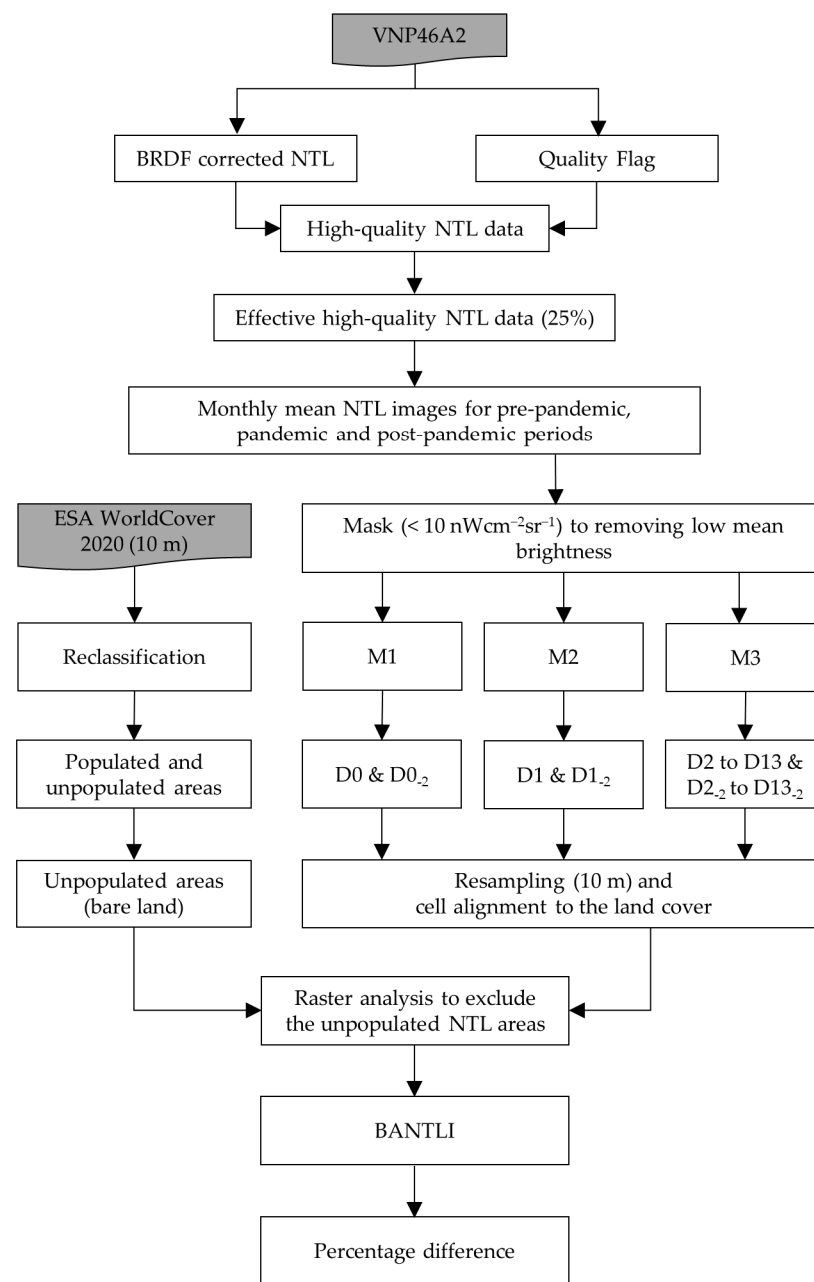 VNP46A2
BRDF corrected NTL
Quality Flag
High-quality NTL data
Effective high-quality NTL data (25%)
Monthly mean NTL images for pre-pandemic,
pandemic and post-pandemic periods
ESA WorldCover
2020 (10 m)
Mask (< 10 nWcm⁻²sr⁻¹) to removing low mean
brightness
Reclassification
M1
M2
M3
Populated and
unpopulated areas
D0 & D0₋₂
D1 & D1₋₂
D2 to D13 &
D2₋₂ to D13₋₂
Unpopulated areas
(bare land)
Resampling (10 m) and
cell alignment to the land cover
Raster analysis to exclude
the unpopulated NTL areas
BANTLI
Percentage difference